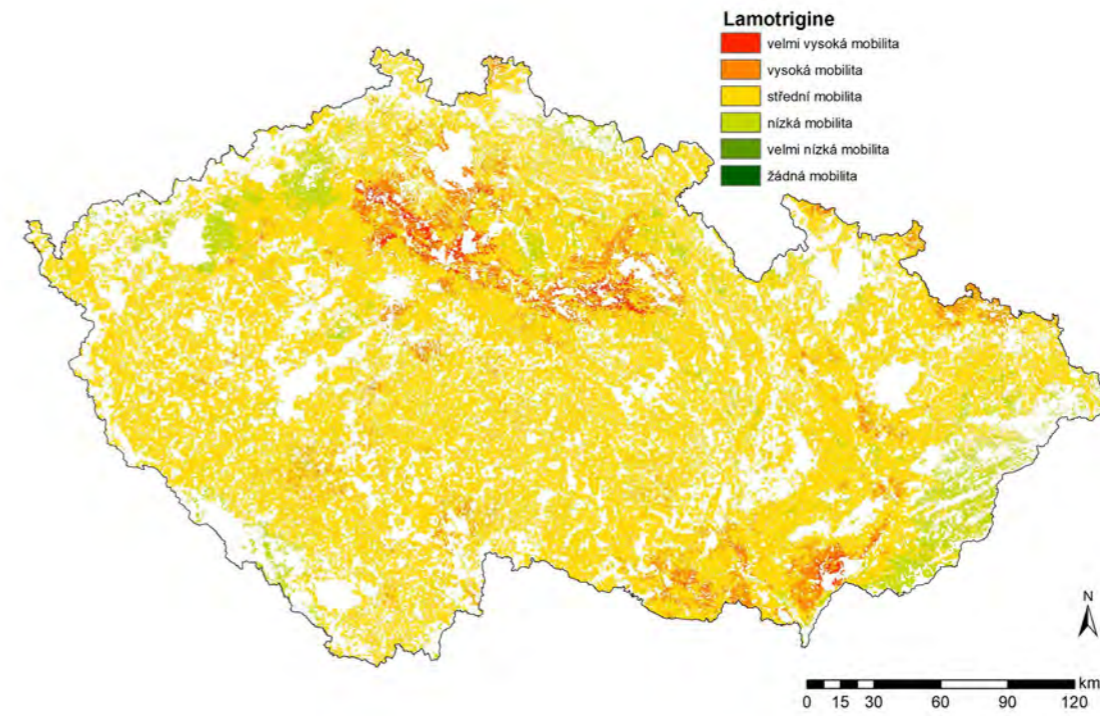 Lamotrigine
velmi vysoká mobilita
vysoká mobilita
střední mobilita
nízká mobilita
velmi nízká mobilita
žádná mobilita
N
km
0 15 30 60 90 120